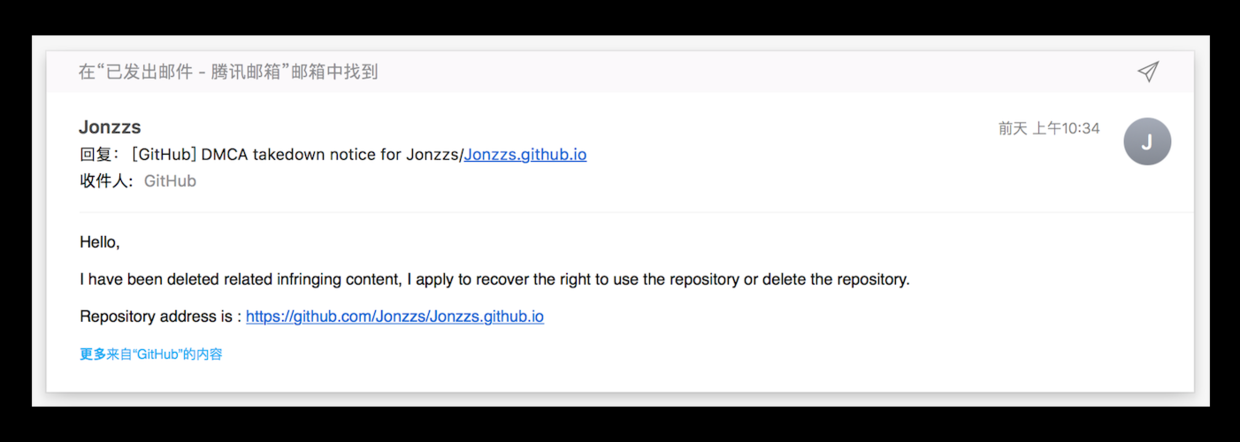 在“已发出邮件 - 腾讯邮箱”邮箱中找到
Jonzzs
前天 上午10:34
J
回复： [GitHub] DMCA takedown notice for Jonzzs/Jonzzs.github.io
收件人： GitHub
Hello,
I have been deleted related infringing content, I apply to recover the right to use the repository or delete the repository.
Repository address is : https://github.com/Jonzzs/Jonzzs.github.io
更多来自“GitHub”的内容